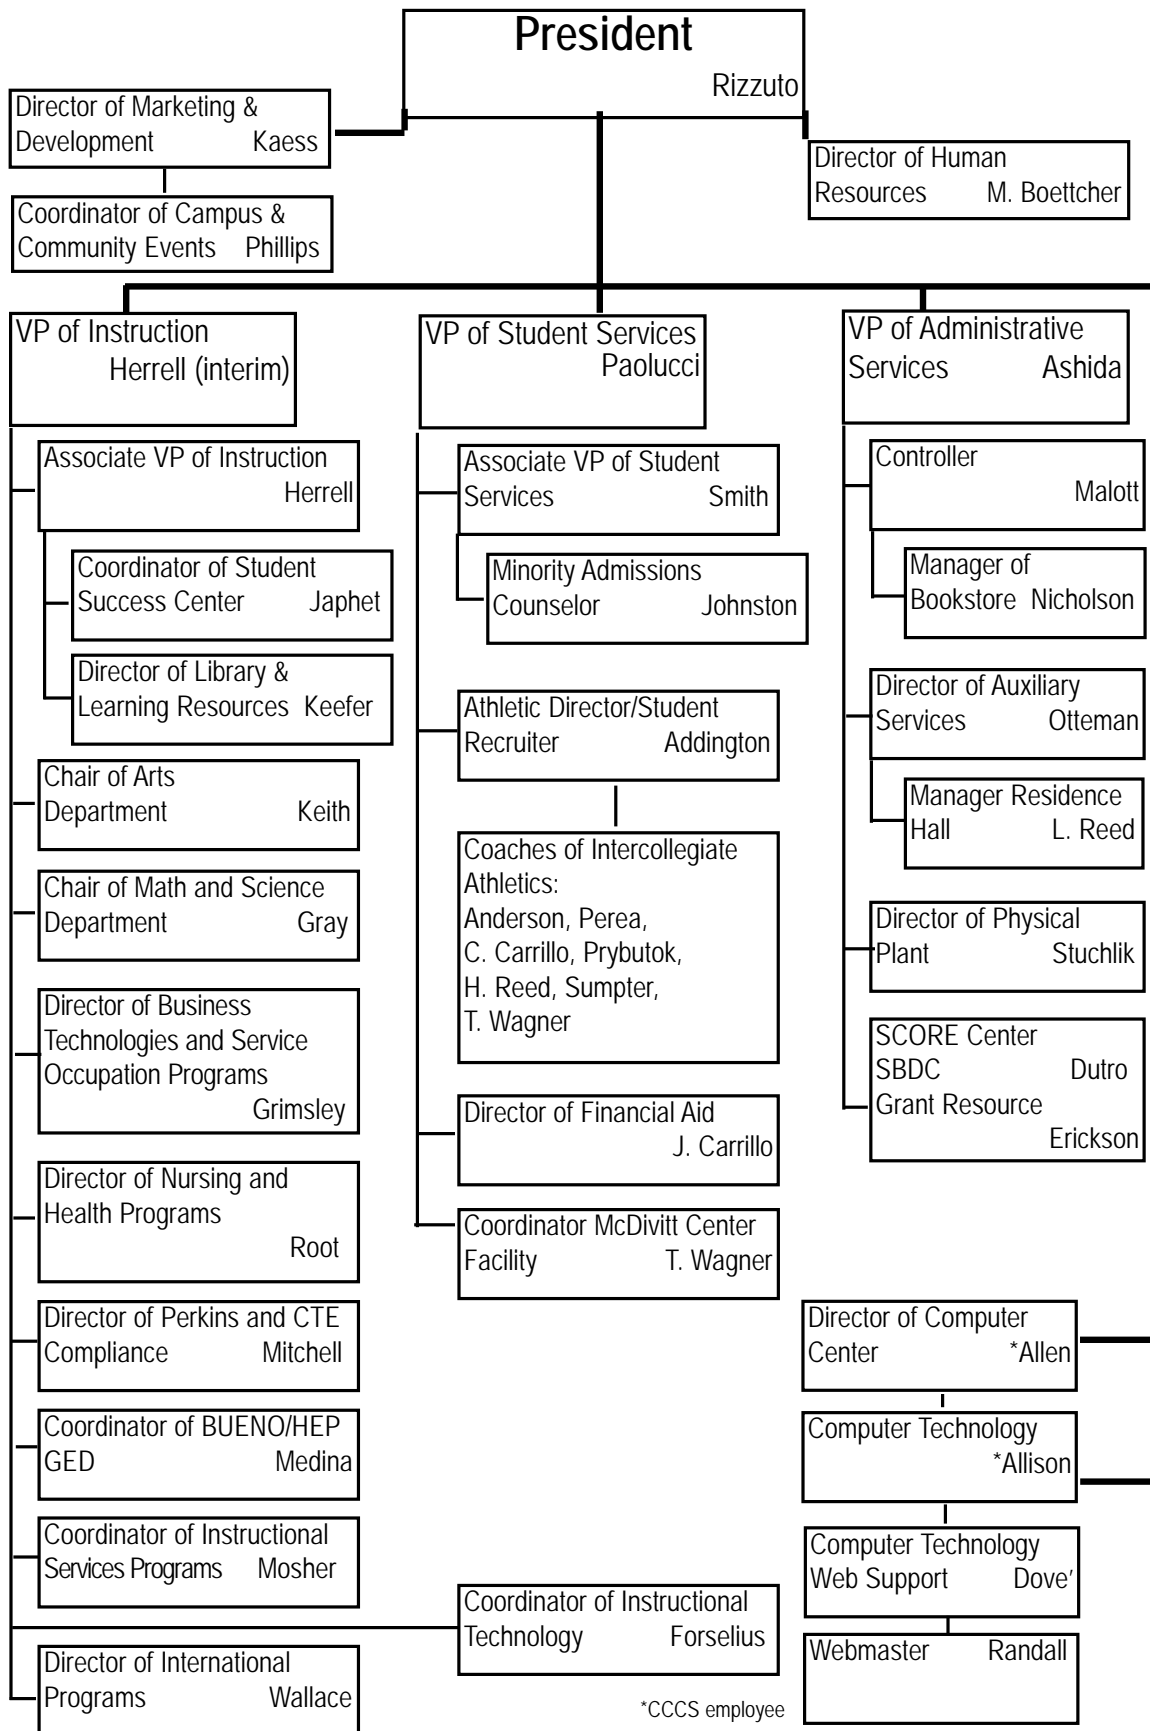 President
Rizzuto
Director of Marketing &
Development Kaess
Director of Human
Resources M. Boettcher
Coordinator of Campus &
Community Events Phillips
VP of Instruction
Herrell (interim)
Associate VP of Instruction
Herrell
Coordinator of Student
Success Center Japhet
Director of Library &
Learning Resources Keefer
Chair of Arts
Department Keith
Chair of Math and Science
Department Gray
Director of Business
Technologies and Service
Occupation Programs
Grimsley
Director of Nursing and
Health Programs
Root
Director of Perkins and CTE
Compliance Mitchell
Coordinator of BUENO/HEP
GED Medina
Coordinator of Instructional
Services Programs Mosher
Coordinator of Instructional
Technology Forselius
Director of International
Programs Wallace
VP of Student Services
Paolucci
Associate VP of Student
Services Smith
Minority Admissions
Counselor Johnston
Athletic Director/Student
Recruiter Addington
Coaches of Intercollegiate
Athletics:
Anderson, Perea,
C. Carrillo, Prybutok,
H. Reed, Sumpter,
T. Wagner
Director of Financial Aid
J. Carrillo
Coordinator McDivitt Center
Facility T. Wagner
VP of Administrative
Services Ashida
Controller
Malott
Manager of
Bookstore Nicholson
Director of Auxiliary
Services Otteman
Manager Residence
Hall L. Reed
Director of Physical
Plant Stuchlik
SCORE Center
SBDC Dutro
Grant Resource
Erickson
Director of Computer
Center *Allen
Computer Technology
*Allison
Computer Technology
Web Support Dove'
Webmaster Randall
*CCCS employee